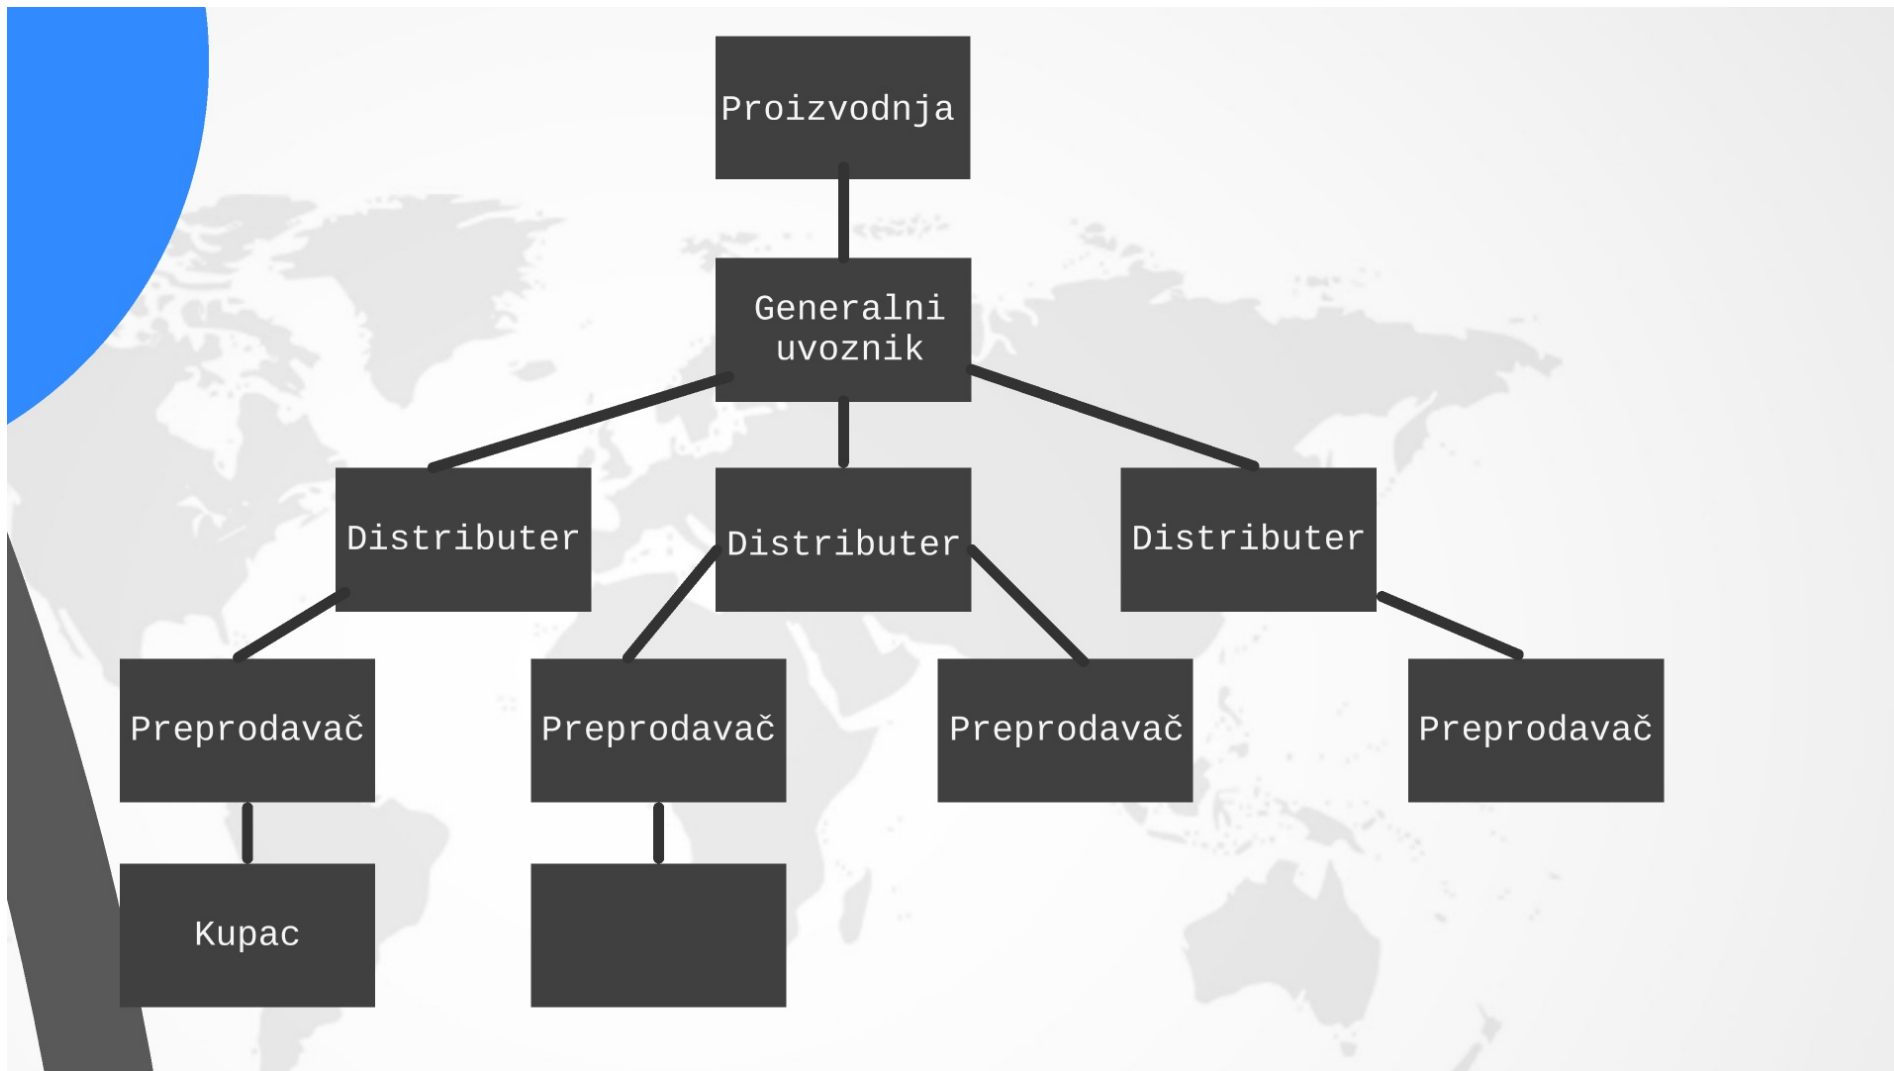 Proizvodnja
Generalni
uvoznik
Distributer
Distributer
Distributer
Preprodavač
Preprodavač
Preprodavač
Preprodavač
Kupac